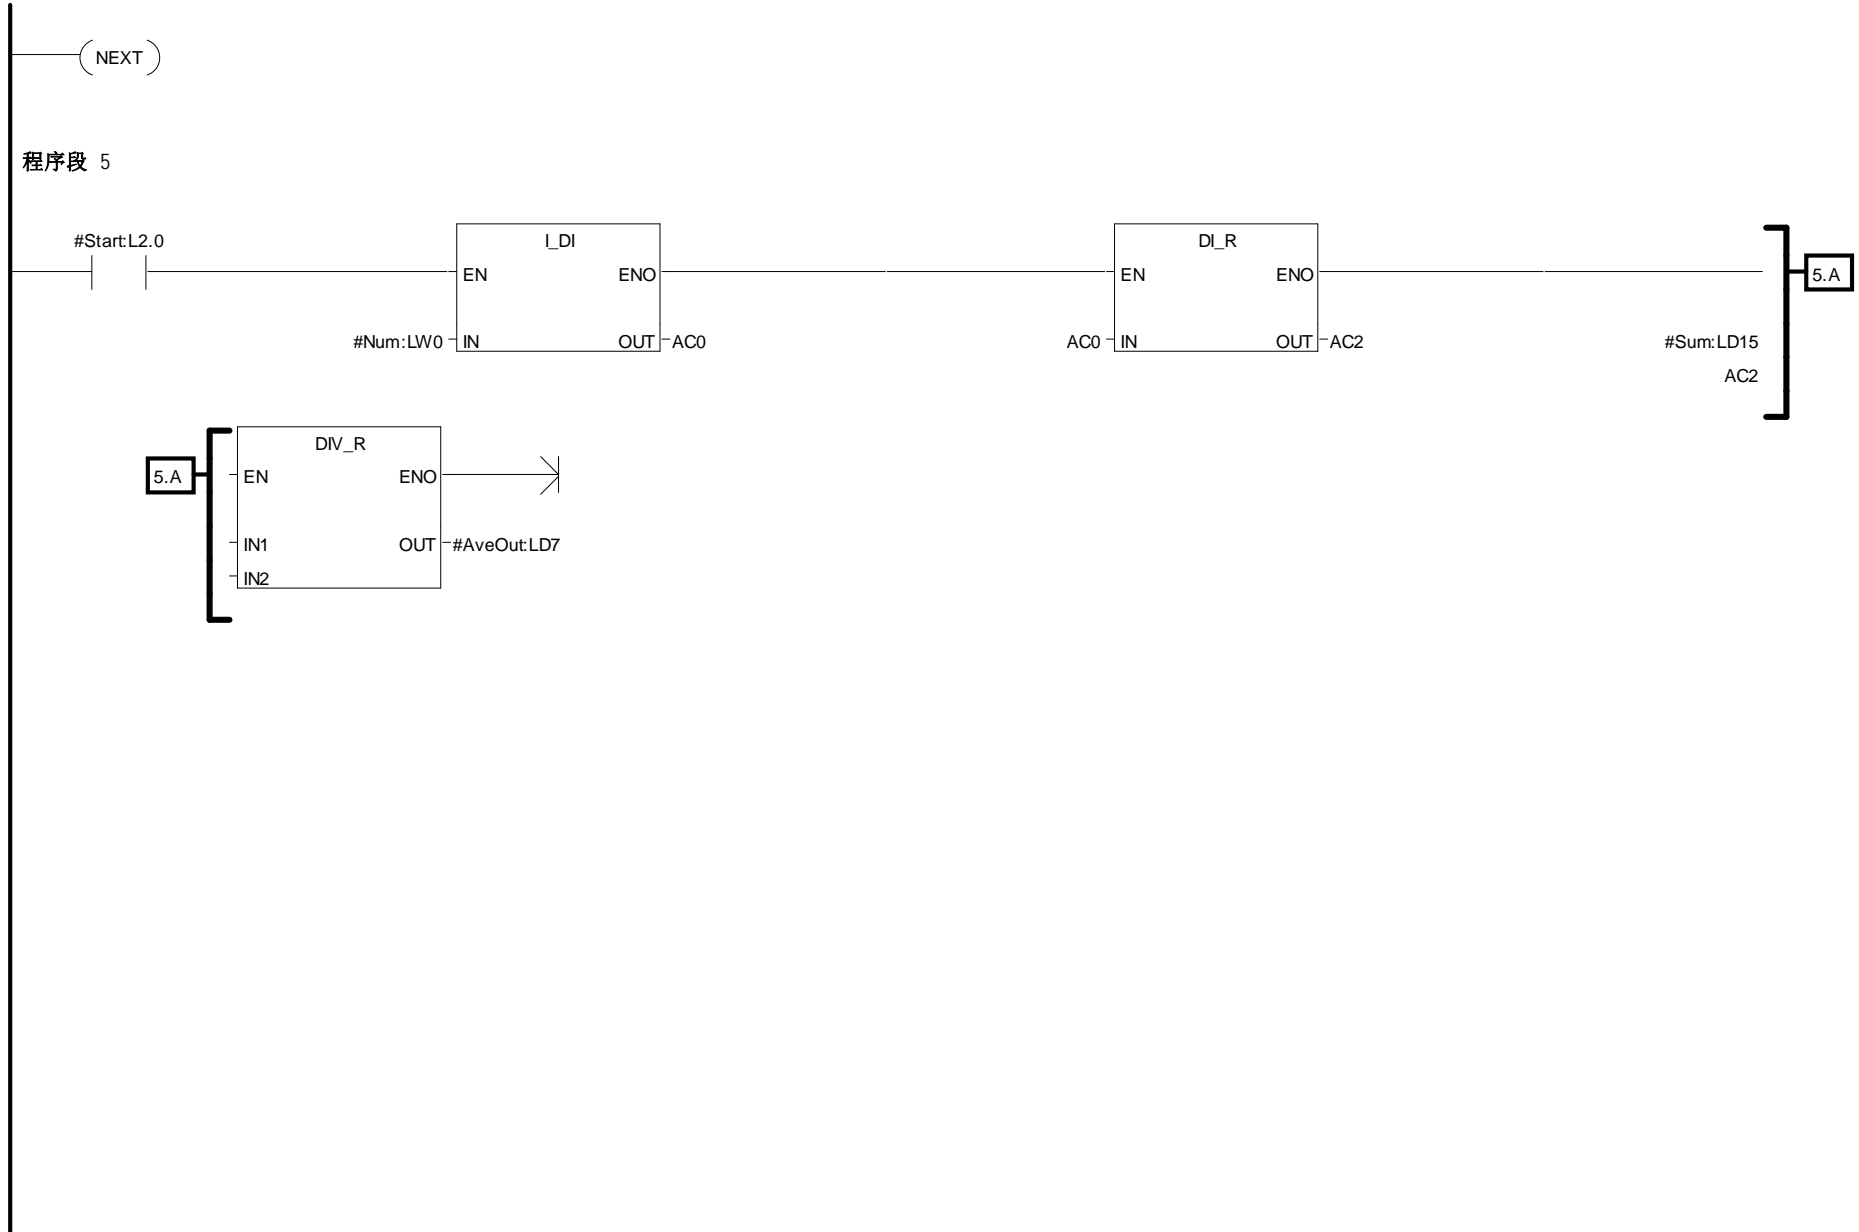 NEXT
程序段 5
#Start:L2.0
I_DI
DI_R
EN ENO
EN ENO
5.A
#Num:LW0 IN OUT AC0
AC0 IN OUT AC2
#Sum:LD15
AC2
DIV_R
5.A
EN ENO
IN1 OUT #AveOut:LD7
IN2